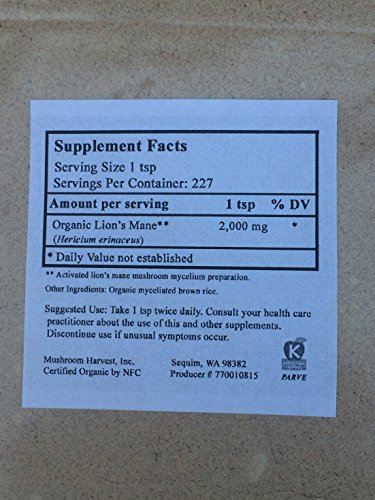 Supplement Facts
Serving Size 1 tsp
Servings Per Container: 227
Amount per serving 1 tsp % DV
Organic Lion's Mane** 2,000 mg *
(Hericium erinaceus)
* Daily Value not established
** Activated lion's mane mushroom mycelium preparation.
Other Ingredients: Organic myceliated brown rice.
Suggested Use: Take 1 tsp twice daily. Consult your health care
practitioner about the use of this and other supplements.
Discontinue use if unusual symptoms occur.
Mushroom Harvest, Inc. Sequim, WA 98382
Certified Organic by NFC Producer # 770010815
K
PARVE